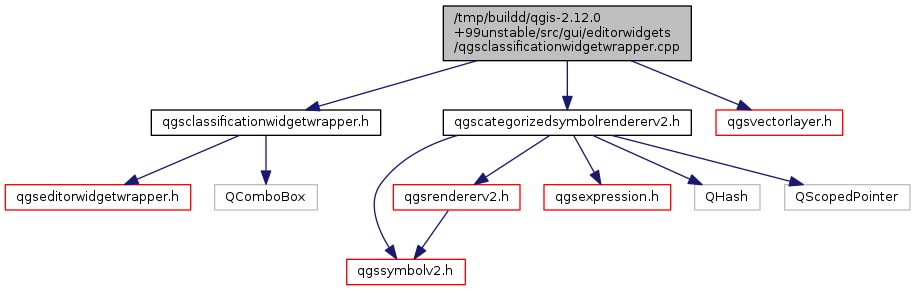 /tmp/buildd/qgis-2.12.0
+99unstable/src/gui/editorwidgets
/qgsclassificationwidgetwrapper.cpp
qgsclassificationwidgetwrapper.h
qgscategorizedsymbolrendererv2.h
qgsvectorlayer.h
qgseditorwidgetwrapper.h
QComboBox
qgsrendererv2.h
qgsexpression.h
QHash
QScopedPointer
qgssymbolv2.h